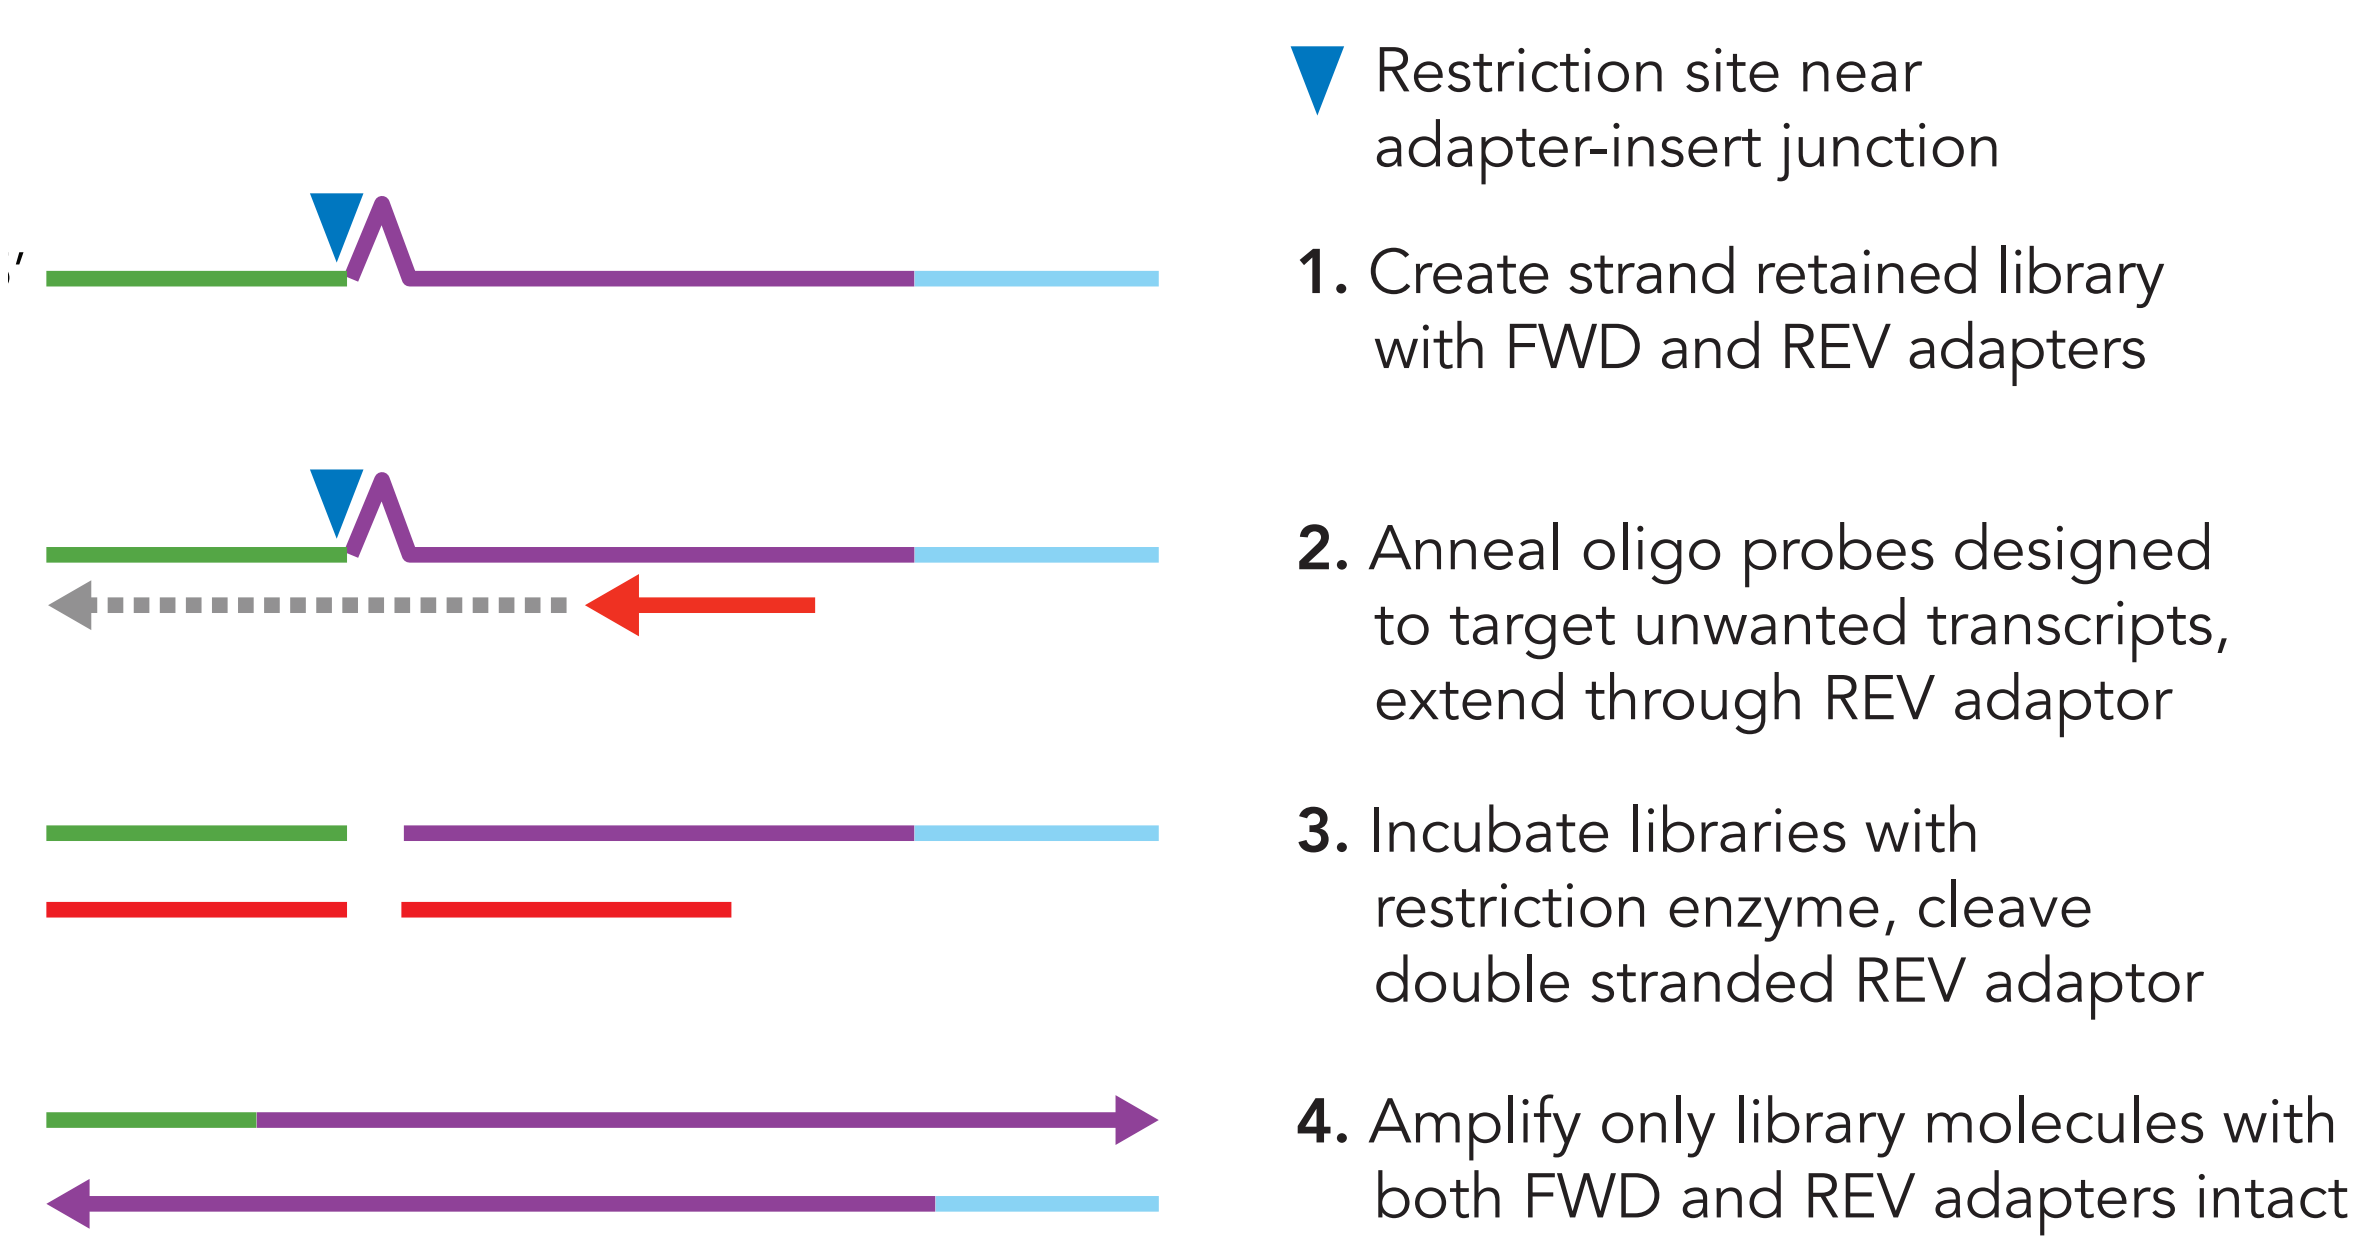 Restriction site near
adapter-insert junction
1. Create strand retained library
with FWD and REV adapters
2. Anneal oligo probes designed
to target unwanted transcripts,
extend through REV adaptor
3. Incubate libraries with
restriction enzyme, cleave
double stranded REV adaptor
4. Amplify only library molecules with
both FWD and REV adapters intact